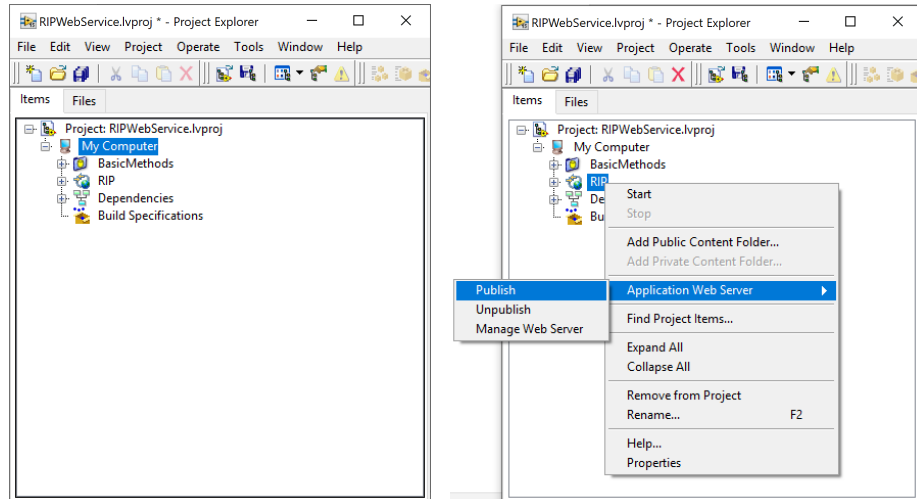 RIPWebService.lvproj * - Project Explorer
File Edit View Project Operate Tools Window Help
Items Files
Project: RIPWebService.lvproj
My Computer
BasicMethods
RIP
Dependencies
Build Specifications
RIPWebService.lvproj * - Project Explorer
File Edit View Project Operate Tools Window Help
Items Files
Project: RIPWebService.lvproj
My Computer
BasicMethods
RIP
De
Bu
Start
Stop
Add Public Content Folder...
Add Private Content Folder...
Application Web Server
Publish
Unpublish
Manage Web Server
Find Project Items...
Expand All
Collapse All
Remove from Project
Rename... F2
Help...
Properties